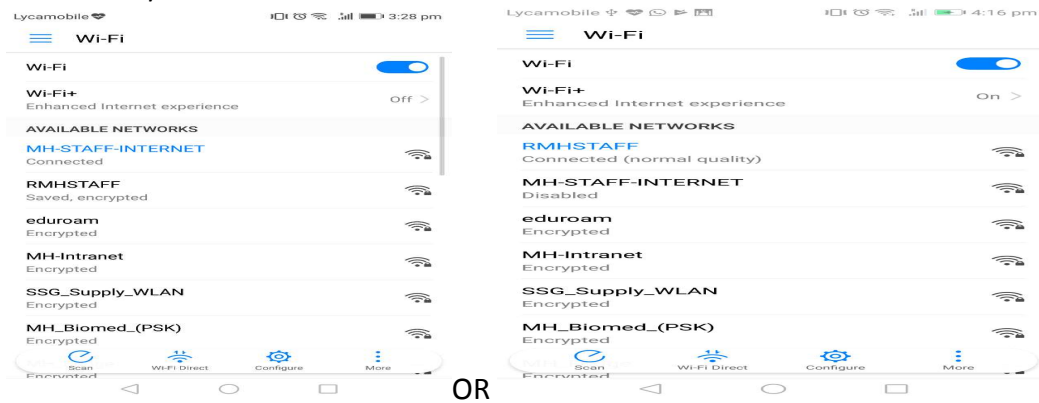 Lycamobile 3:28 pm
Wi-Fi
Wi-Fi
Wi-Fi+
Enhanced Internet experience
Off >
AVAILABLE NETWORKS
MH-STAFF-INTERNET
Connected
RMHSTAFF
Saved, encrypted
eduroam
Encrypted
MH-Intranet
Encrypted
SSG_Supply_WLAN
Encrypted
MH_Biomed_(PSK)
Encrypted
Scan Wi-Fi Direct Configure More
Encrypted
OR
Lycamobile 4:16 pm
Wi-Fi
Wi-Fi
Wi-Fi+
Enhanced Internet experience
On >
AVAILABLE NETWORKS
RMHSTAFF
Connected (normal quality)
MH-STAFF-INTERNET
Disabled
eduroam
Encrypted
MH-Intranet
Encrypted
SSG_Supply_WLAN
Encrypted
MH_Biomed_(PSK)
Encrypted
Scan Wi-Fi Direct Configure More
Encrypted